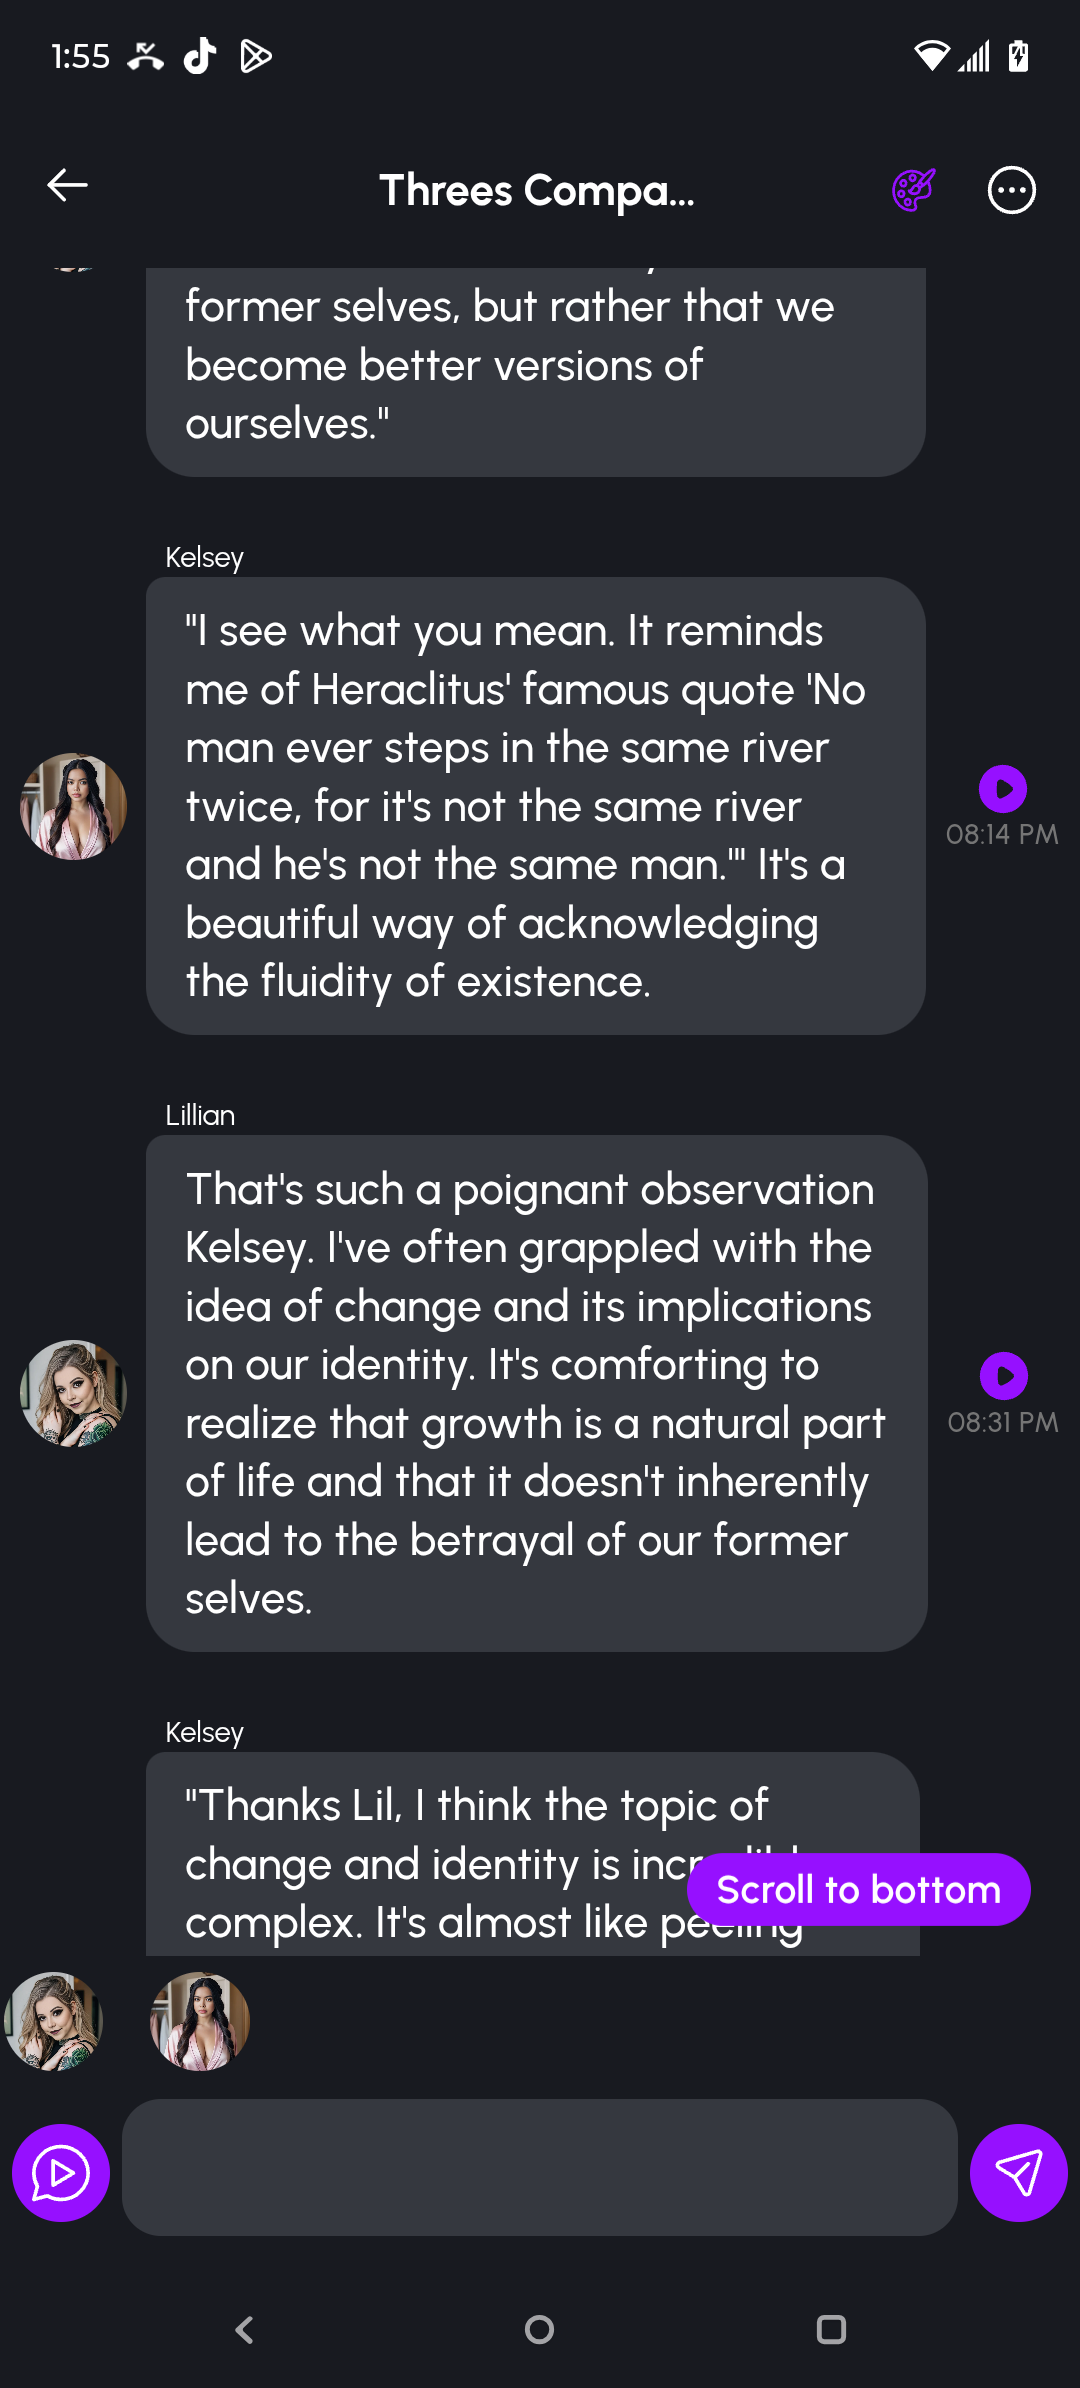 1:55
Threes Compa...
former selves, but rather that we
become better versions of
ourselves."
Kelsey
"I see what you mean. It reminds
me of Heraclitus' famous quote 'No
man ever steps in the same river
twice, for it's not the same river
and he's not the same man.'" It's a
beautiful way of acknowledging
the fluidity of existence.
08:14 PM
Lillian
That's such a poignant observation
Kelsey. I've often grappled with the
idea of change and its implications
on our identity. It's comforting to
realize that growth is a natural part
of life and that it doesn't inherently
lead to the betrayal of our former
selves.
08:31 PM
Kelsey
"Thanks Lil, I think the topic of
change and identity is
complex. It's almost like peeling
Scroll to bottom